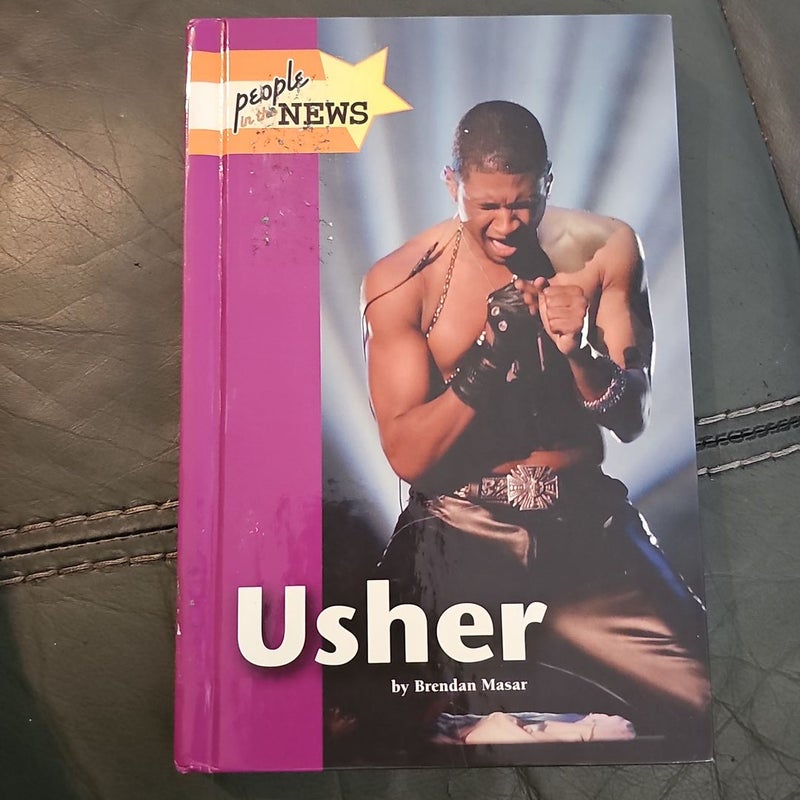 people
in the NEWS
Usher
by Brendan Masar